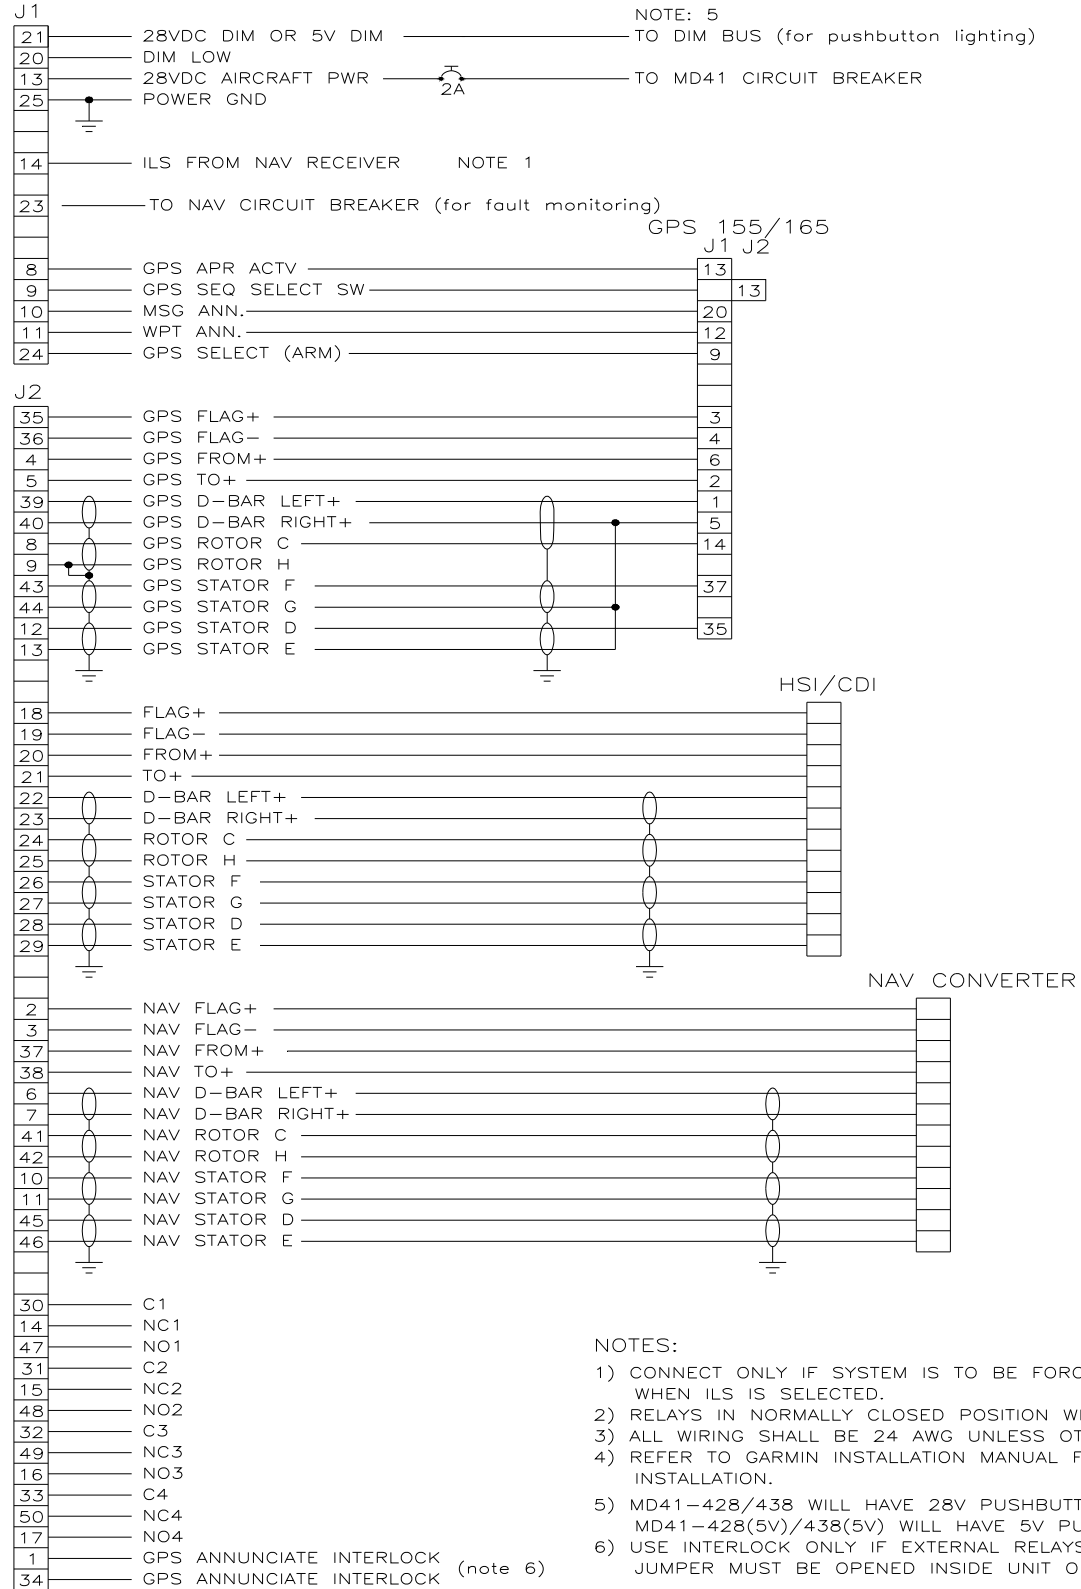 J1
21 28VDC DIM OR 5V DIM NOTE: 5 TO DIM BUS (for pushbutton lighting)
20 DIM LOW
13 28VDC AIRCRAFT PWR 2A TO MD41 CIRCUIT BREAKER
25 POWER GND
14 ILS FROM NAV RECEIVER NOTE 1
23 TO NAV CIRCUIT BREAKER (for fault monitoring)
GPS 155/165
J1 J2
8 GPS APR ACTV 13
9 GPS SEQ SELECT SW 13
10 MSG ANN. 20
11 WPT ANN. 12
24 GPS SELECT (ARM) 9
J2
35 GPS FLAG+ 3
36 GPS FLAG− 4
4 GPS FROM+ 6
5 GPS TO+ 2
39 GPS D−BAR LEFT+ 1
40 GPS D−BAR RIGHT+ 5
8 GPS ROTOR C 14
9 GPS ROTOR H
43 GPS STATOR F 37
44 GPS STATOR G
12 GPS STATOR D 35
13 GPS STATOR E
HSI/CDI
18 FLAG+
19 FLAG−
20 FROM+
21 TO+
22 D−BAR LEFT+
23 D−BAR RIGHT+
24 ROTOR C
25 ROTOR H
26 STATOR F
27 STATOR G
28 STATOR D
29 STATOR E
NAV CONVERTER
2 NAV FLAG+
3 NAV FLAG−
37 NAV FROM+
38 NAV TO+
6 NAV D−BAR LEFT+
7 NAV D−BAR RIGHT+
41 NAV ROTOR C
42 NAV ROTOR H
10 NAV STATOR F
11 NAV STATOR G
45 NAV STATOR D
46 NAV STATOR E
30 C1
14 NC1
47 NO1
31 C2
15 NC2
48 NO2
32 C3
49 NC3
16 NO3
33 C4
50 NC4
17 NO4
1 GPS ANNUNCIATE INTERLOCK
34 GPS ANNUNCIATE INTERLOCK
(note 6)
NOTES:
1) CONNECT ONLY IF SYSTEM IS TO BE FORC
WHEN ILS IS SELECTED.
2) RELAYS IN NORMALLY CLOSED POSITION W
3) ALL WIRING SHALL BE 24 AWG UNLESS OT
4) REFER TO GARMIN INSTALLATION MANUAL F
INSTALLATION.
5) MD41−428/438 WILL HAVE 28V PUSHBUTT
MD41−428(5V)/438(5V) WILL HAVE 5V PU
6) USE INTERLOCK ONLY IF EXTERNAL RELAYS
JUMPER MUST BE OPENED INSIDE UNIT O